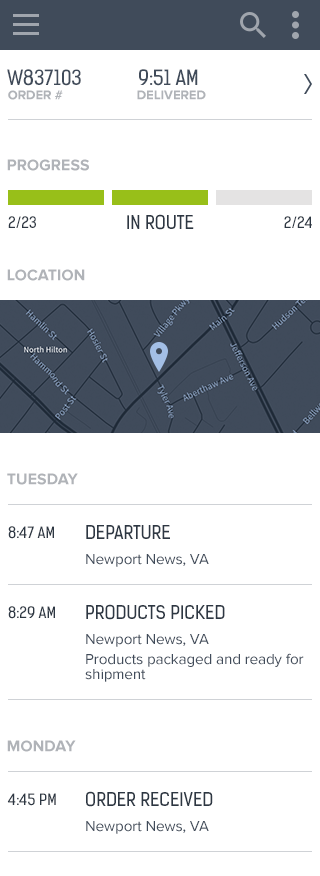 W837103 9:51 AM
ORDER # DELIVERED
PROGRESS
2/23 IN ROUTE 2/24
LOCATION
Hamlin St
North Hilton
Hammond St
Post St
Hosier St
Village Pkwy
Main St
Hudson Te
Jefferson Ave
Tyler Ave
Aberthaw Ave
Bellw
TUESDAY
8:47 AM DEPARTURE
Newport News, VA
8:29 AM PRODUCTS PICKED
Newport News, VA
Products packaged and ready for
shipment
MONDAY
4:45 PM ORDER RECEIVED
Newport News, VA